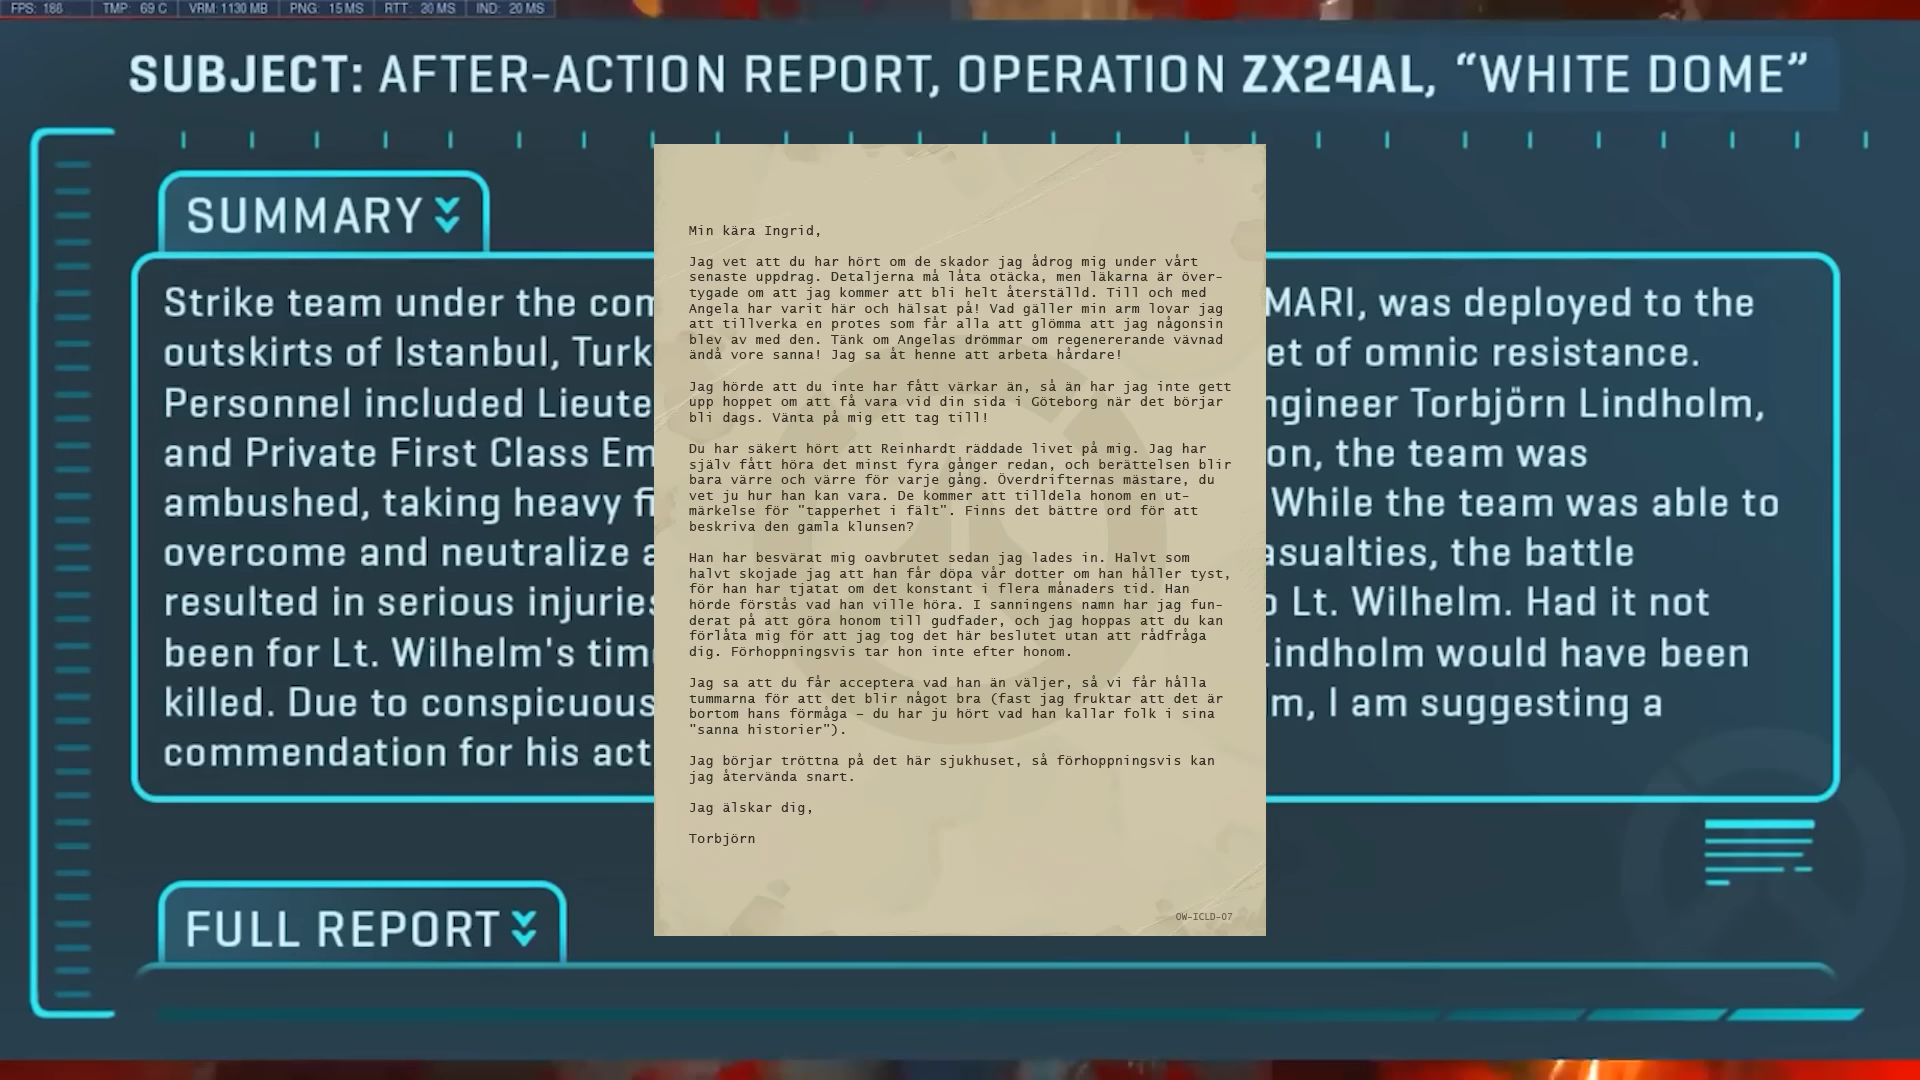 FPS: 186 TMP: 69 C VRM: 1130 MB PNG: 15 MS RTT: 30 MS IND: 20 MS
SUBJECT: AFTER-ACTION REPORT, OPERATION ZX24AL, “WHITE DOME”
SUMMARY
Strike team under the com MARI, was deployed to the
outskirts of Istanbul, Turk et of omnic resistance.
Personnel included Lieute ngineer Torbjörn Lindholm,
and Private First Class Em on, the team was
ambushed, taking heavy fi While the team was able to
overcome and neutralize a asualties, the battle
resulted in serious injuries o Lt. Wilhelm. Had it not
been for Lt. Wilhelm's tim Lindholm would have been
killed. Due to conspicuous m, I am suggesting a
commendation for his act
Min kära Ingrid,
Jag vet att du har hört om de skador jag ådrog mig under vårt
senaste uppdrag. Detaljerna må låta otäcka, men läkarna är över-
tygade om att jag kommer att bli helt återställd. Till och med
Angela har varit här och hälsat på! Vad gäller min arm lovar jag
att tillverka en protes som får alla att glömma att jag någonsin
blev av med den. Tänk om Angelas drömmar om regenererande vävnad
ändå vore sanna! Jag sa åt henne att arbeta hårdare!
Jag hörde att du inte har fått värkar än, så än har jag inte gett
upp hoppet om att få vara vid din sida i Göteborg när det börjar
bli dags. Vänta på mig ett tag till!
Du har säkert hört att Reinhardt räddade livet på mig. Jag har
själv fått höra det minst fyra gånger redan, och berättelsen blir
bara värre och värre för varje gång. Överdrifternas mästare, du
vet ju hur han kan vara. De kommer att tilldela honom en ut-
märkelse för "tapperhet i fält". Finns det bättre ord för att
beskriva den gamla klunsen?
Han har besvärat mig oavbrutet sedan jag lades in. Halvt som
halvt skojade jag att han får döpa vår dotter om han håller tyst,
för han har tjatat om det konstant i flera månaders tid. Han
hörde förstås vad han ville höra. I sanningens namn har jag fun-
derat på att göra honom till gudfader, och jag hoppas att du kan
förlåta mig för att jag tog det här beslutet utan att rådfråga
dig. Förhoppningsvis tar hon inte efter honom.
Jag sa att du får acceptera vad han än väljer, så vi får hålla
tummarna för att det blir något bra (fast jag fruktar att det är
bortom hans förmåga – du har ju hört vad han kallar folk i sina
"sanna historier").
Jag börjar tröttna på det här sjukhuset, så förhoppningsvis kan
jag återvända snart.
Jag älskar dig,
Torbjörn
OW-ICLD-07
FULL REPORT